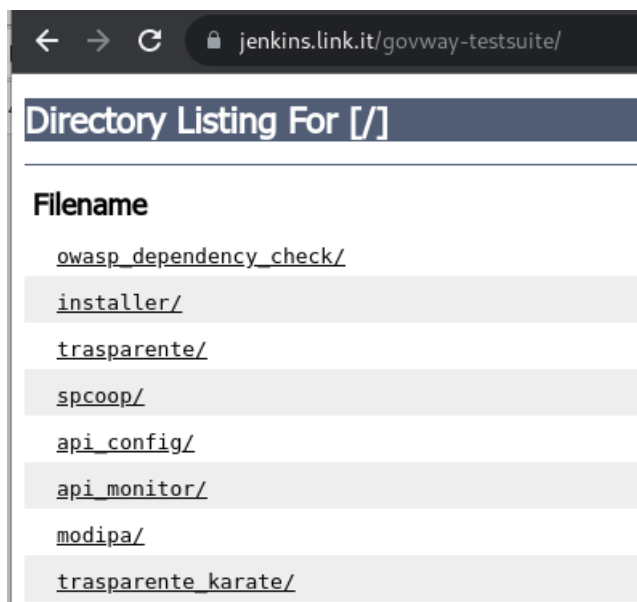 jenkins.link.it/govway-testsuite/
Directory Listing For [/]
Filename
owasp_dependency_check/
installer/
trasparente/
spcoop/
api_config/
api_monitor/
modipa/
trasparente_karate/